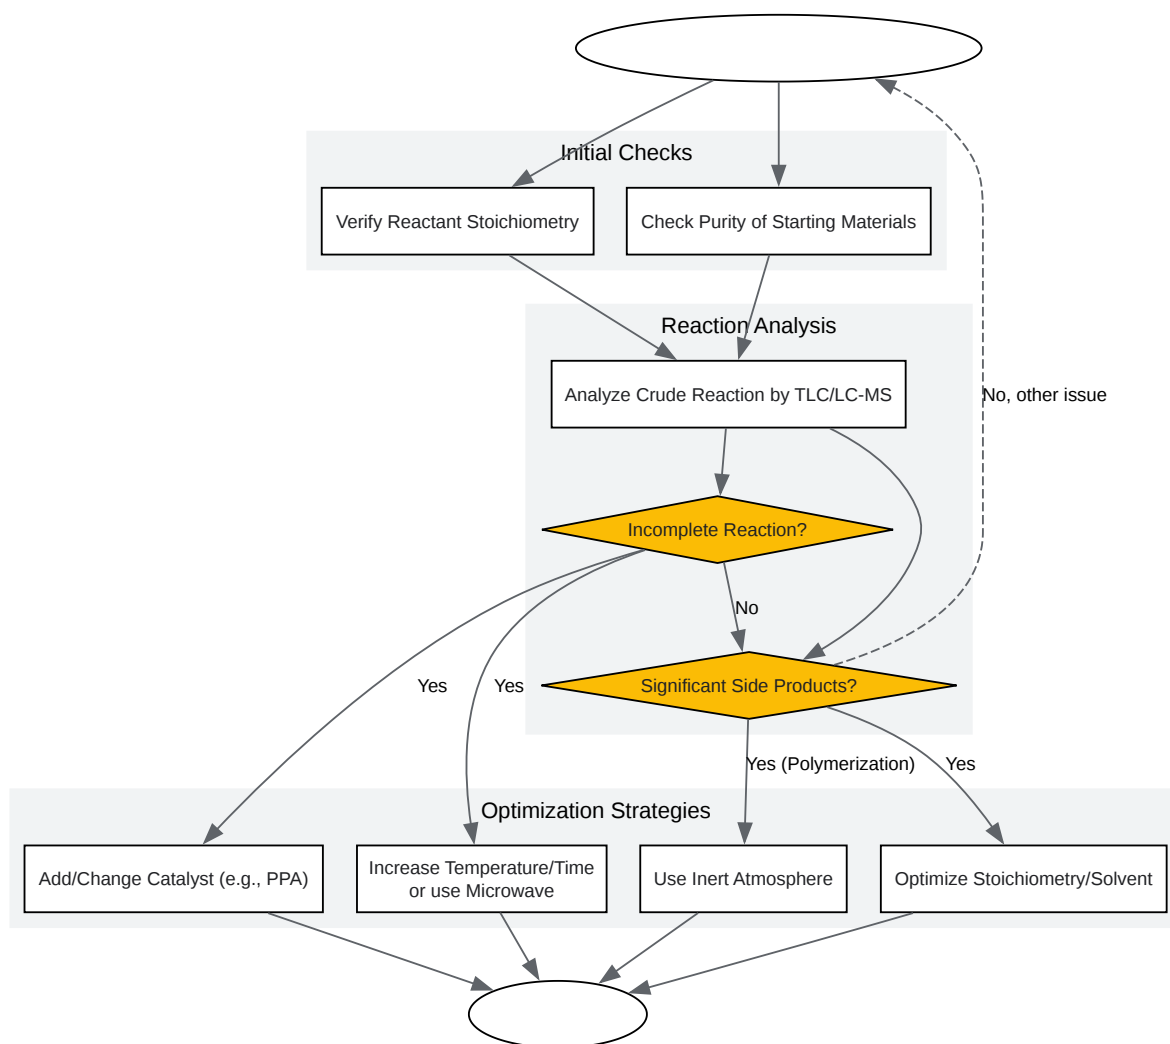 Initial Checks
Verify Reactant Stoichiometry
Check Purity of Starting Materials
Reaction Analysis
Analyze Crude Reaction by TLC/LC-MS
No, other issue
Incomplete Reaction?
No
Yes
Yes
Significant Side Products?
Yes (Polymerization)
Yes
Optimization Strategies
Add/Change Catalyst (e.g., PPA)
Increase Temperature/Time
or use Microwave
Use Inert Atmosphere
Optimize Stoichiometry/Solvent